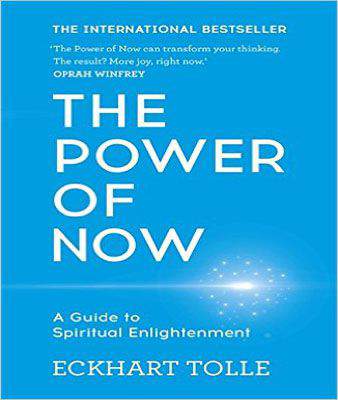 THE INTERNATIONAL BESTSELLER
'The Power of Now can transform your thinking.
The result? More joy, right now.'
OPRAH WINFREY
THE
POWER
OF
NOW
A Guide to
Spiritual Enlightenment
ECKHART TOLLE